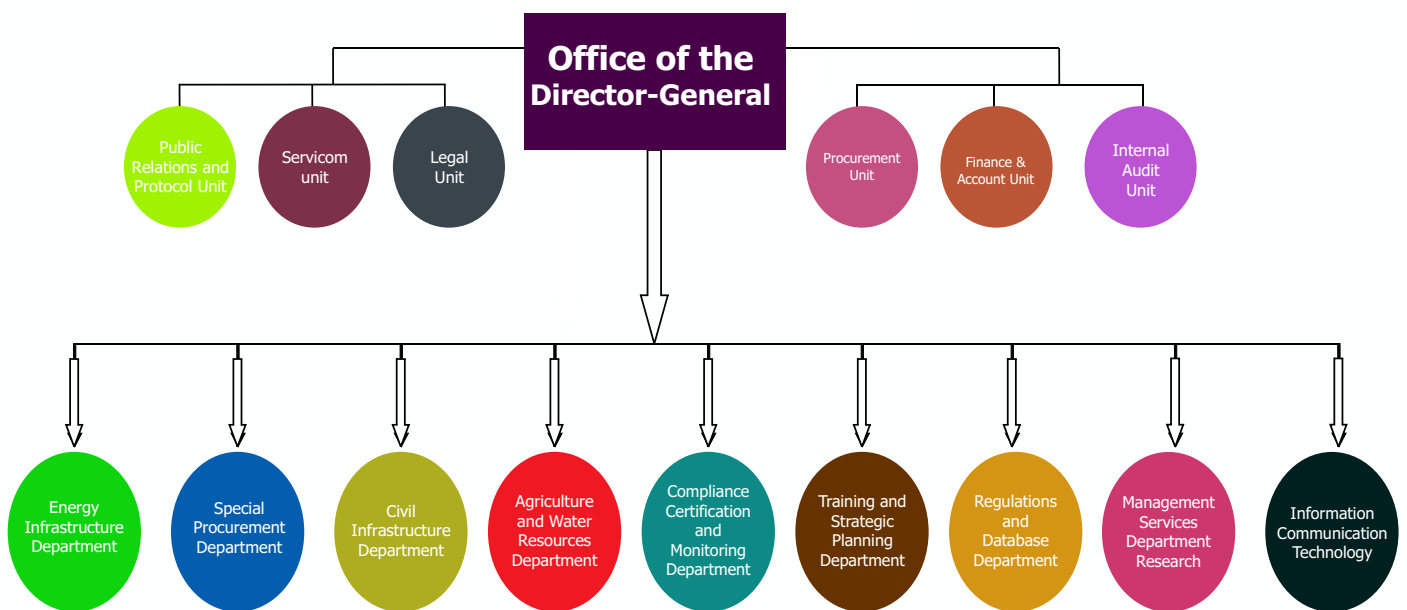 Office of the
Director-General
Public
Relations and
Protocol Unit
Servicom
unit
Legal
Unit
Procurement
Unit
Finance &
Account Unit
Internal
Audit
Unit
Energy
Infrastructure
Department
Special
Procurement
Department
Civil
Infrastructure
Department
Agriculture
and Water
Resources
Department
Compliance
Certification
and
Monitoring
Department
Training and
Strategic
Planning
Department
Regulations
and
Database
Department
Management
Services
Department
Research
Information
Communication
Technology